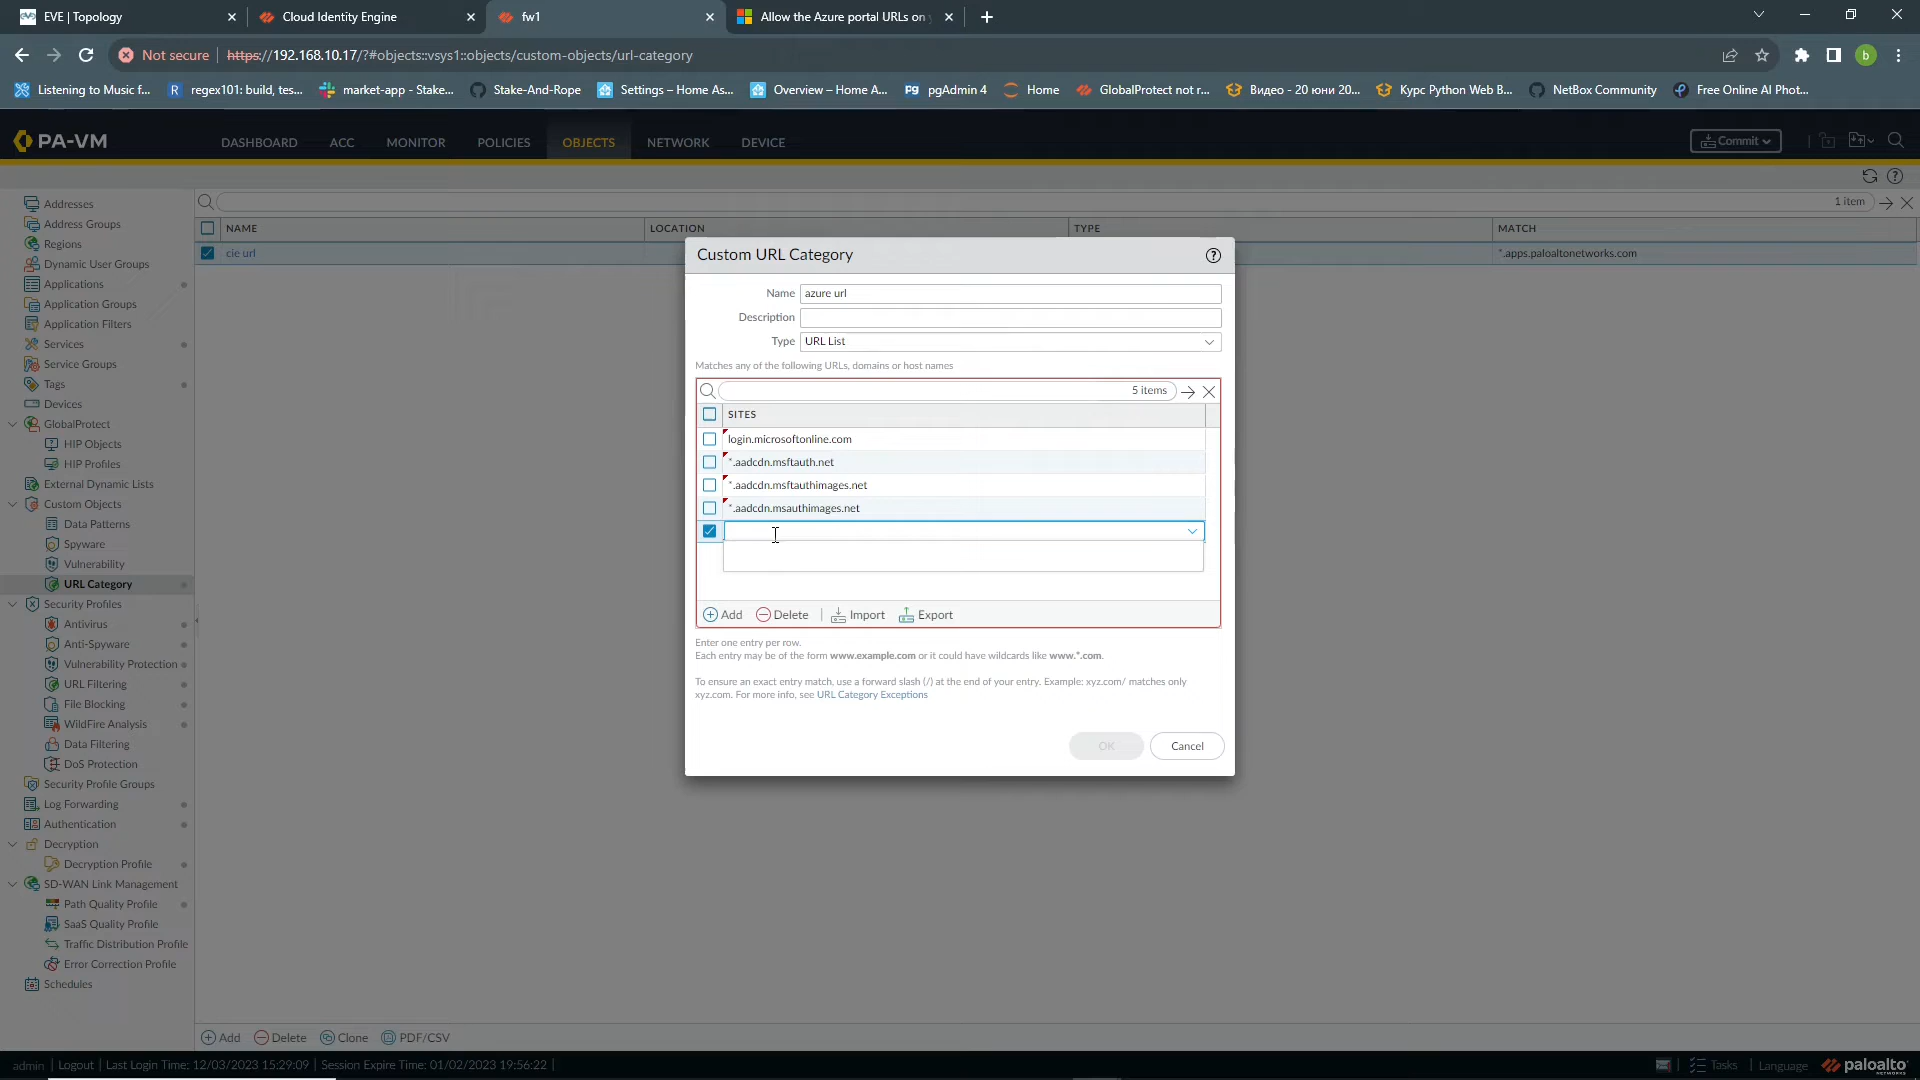 EVE | Topology
Cloud Identity Engine
fw1
Allow the Azure portal URLs on
Not secure
https://192.168.10.17/?#objects::vsys1::objects/custom-objects/url-category
b
Listening to Music f...
regex101: build, tes...
market-app - Stake...
Stake-And-Rope
Settings – Home As...
Overview – Home A...
pgAdmin 4
Home
GlobalProtect not r...
Видео - 20 юни 20...
Курс Python Web B...
NetBox Community
Free Online AI Phot...
PA-VM
DASHBOARD
ACC
MONITOR
POLICIES
OBJECTS
NETWORK
DEVICE
Commit
Addresses
Address Groups
Regions
Dynamic User Groups
Applications
Application Groups
Application Filters
Services
Service Groups
Tags
Devices
GlobalProtect
HIP Objects
HIP Profiles
External Dynamic Lists
Custom Objects
Data Patterns
Spyware
Vulnerability
URL Category
Security Profiles
Antivirus
Anti-Spyware
Vulnerability Protection
URL Filtering
File Blocking
WildFire Analysis
Data Filtering
DoS Protection
Security Profile Groups
Log Forwarding
Authentication
Decryption
Decryption Profile
SD-WAN Link Management
Path Quality Profile
SaaS Quality Profile
Traffic Distribution Profile
Error Correction Profile
Schedules
1 item
NAME
LOCATION
TYPE
MATCH
cie url
*.apps.paloaltonetworks.com
Custom URL Category
Name
azure url
Description
Type
URL List
Matches any of the following URLs, domains or host names
5 items
SITES
login.microsoftonline.com
*.aadcdn.msftauth.net
*.aadcdn.msftauthimages.net
*.aadcdn.msauthimages.net
Add
Delete
Import
Export
Enter one entry per row.
Each entry may be of the form www.example.com or it could have wildcards like www.*.com.
To ensure an exact entry match, use a forward slash (/) at the end of your entry. Example: xyz.com/ matches only
xyz.com. For more info, see URL Category Exceptions
OK
Cancel
Add
Delete
Clone
PDF/CSV
admin | Logout | Last Login Time: 12/03/2023 15:29:09 | Session Expire Time: 01/02/2023 19:56:22 |
Tasks
Language
paloalto
NETWORKS